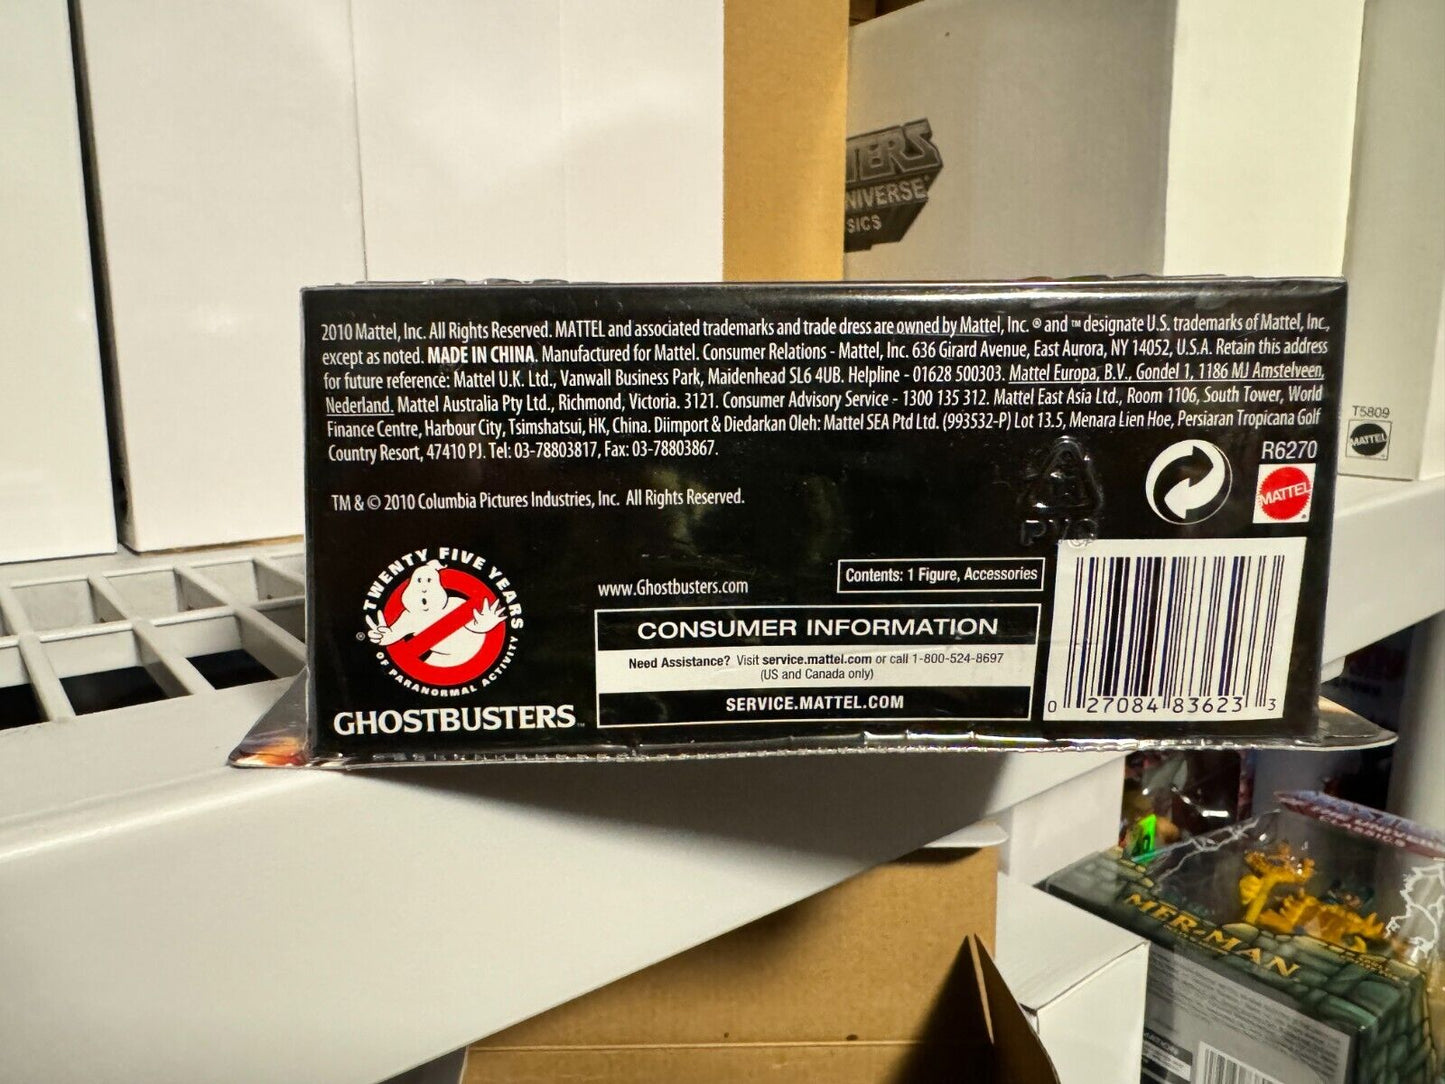 TERS
NIVERSE
SICS
T5809
MATTEL
2010 Mattel, Inc. All Rights Reserved. MATTEL and associated trademarks and trade dress are owned by Mattel, Inc. ® and ™ designate U.S. trademarks of Mattel, Inc.,
except as noted. MADE IN CHINA. Manufactured for Mattel. Consumer Relations - Mattel, Inc. 636 Girard Avenue, East Aurora, NY 14052, U.S.A. Retain this address
for future reference: Mattel U.K. Ltd., Vanwall Business Park, Maidenhead SL6 4UB. Helpline - 01628 500303. Mattel Europa, B.V., Gondel 1, 1186 MJ Amstelveen,
Nederland. Mattel Australia Pty Ltd., Richmond, Victoria. 3121. Consumer Advisory Service - 1300 135 312. Mattel East Asia Ltd., Room 1106, South Tower, World
Finance Centre, Harbour City, Tsimshatsui, HK, China. Diimport & Diedarkan Oleh: Mattel SEA Ptd Ltd. (993532-P) Lot 13.5, Menara Lien Hoe, Persiaran Tropicana Golf
Country Resort, 47410 PJ. Tel: 03-78803817, Fax: 03-78803867.
R6270
MATTEL
TM & © 2010 Columbia Pictures Industries, Inc. All Rights Reserved.
TWENTY FIVE YEARS
OF PARANORMAL ACTIVITY
GHOSTBUSTERS™
www.Ghostbusters.com
Contents: 1 Figure, Accessories
CONSUMER INFORMATION
Need Assistance? Visit service.mattel.com or call 1-800-524-8697
(US and Canada only)
SERVICE.MATTEL.COM
0 27084 83623 3
MER-MAN